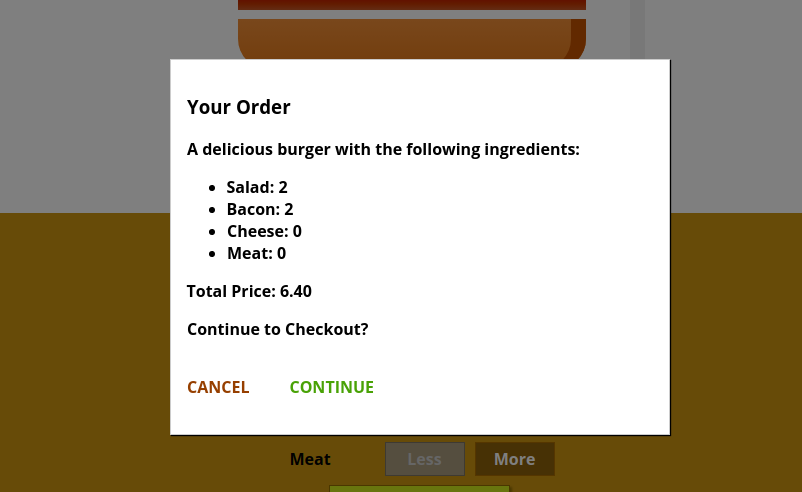 Your Order
A delicious burger with the following ingredients:
Salad: 2
Bacon: 2
Cheese: 0
Meat: 0
Total Price: 6.40
Continue to Checkout?
CANCEL CONTINUE
Meat Less More